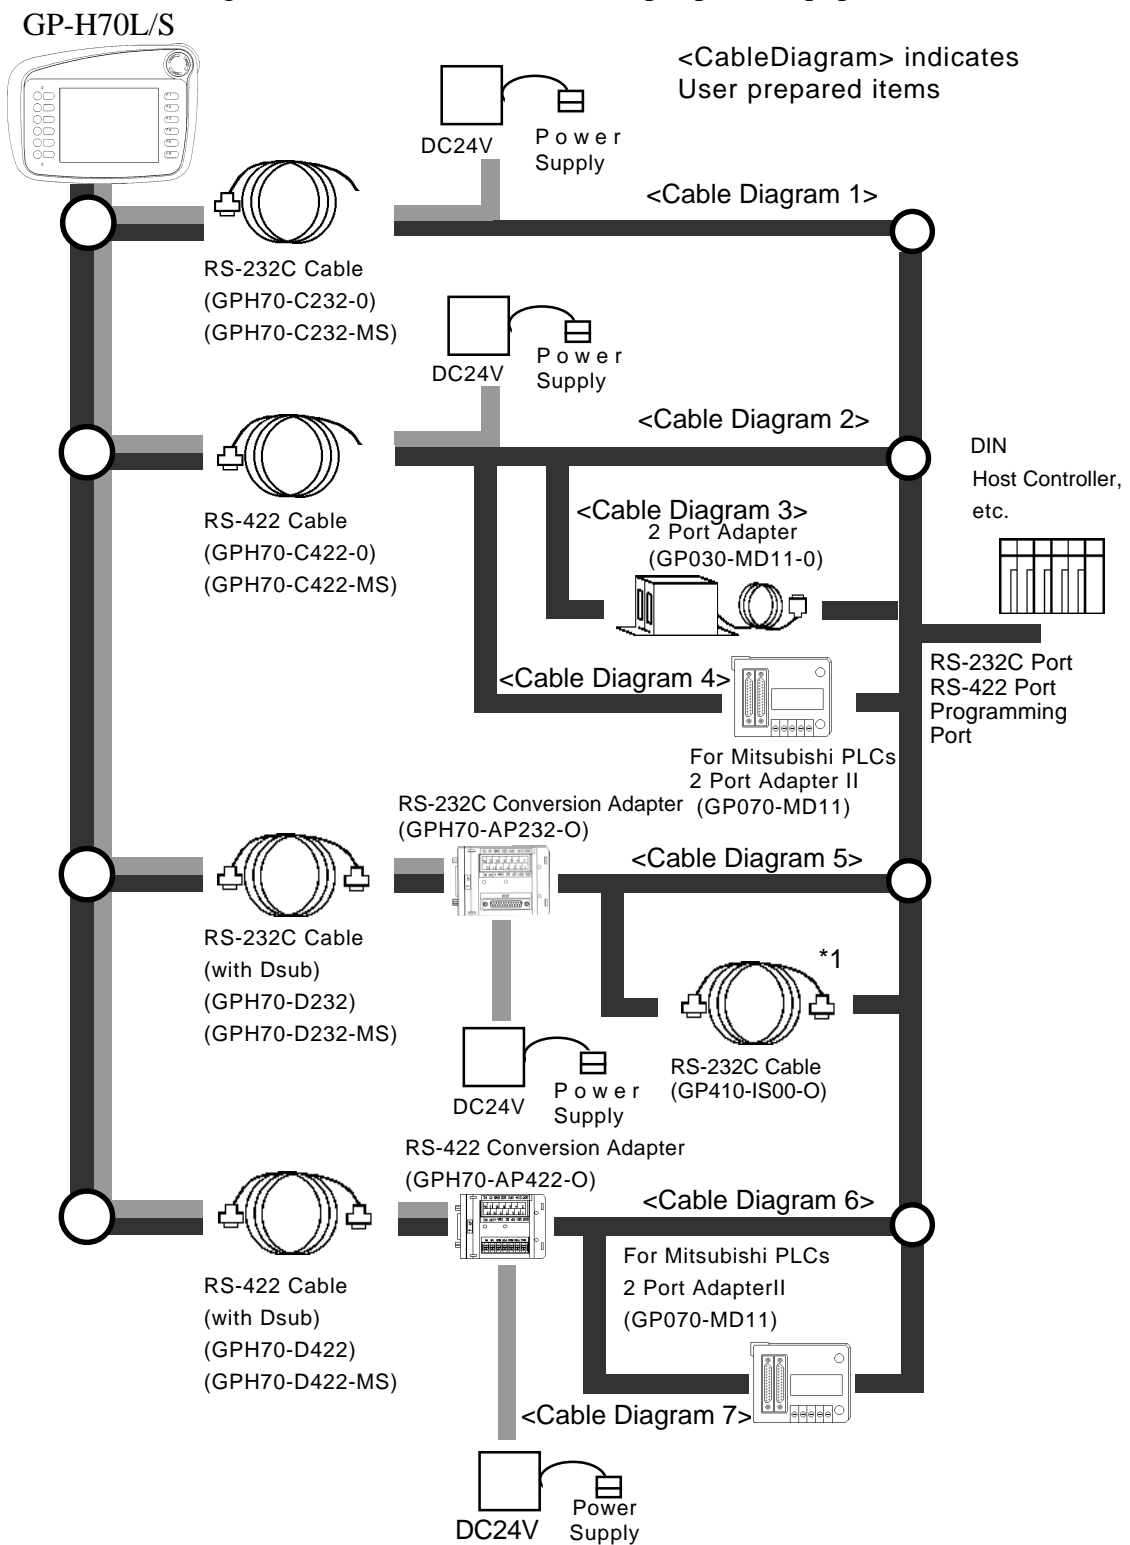 GP-H70L/S
<CableDiagram> indicates
User prepared items
DC24V
Power
Supply
<Cable Diagram 1>
RS-232C Cable
(GPH70-C232-0)
(GPH70-C232-MS)
DC24V
Power
Supply
<Cable Diagram 2>
RS-422 Cable
(GPH70-C422-0)
(GPH70-C422-MS)
<Cable Diagram 3>
2 Port Adapter
(GP030-MD11-0)
DIN
Host Controller,
etc.
<Cable Diagram 4>
For Mitsubishi PLCs
2 Port Adapter II
(GP070-MD11)
RS-232C Port
RS-422 Port
Programming
Port
RS-232C Conversion Adapter
(GPH70-AP232-O)
<Cable Diagram 5>
RS-232C Cable
(with Dsub)
(GPH70-D232)
(GPH70-D232-MS)
*1
RS-232C Cable
(GP410-IS00-O)
DC24V
Power
Supply
RS-422 Conversion Adapter
(GPH70-AP422-O)
<Cable Diagram 6>
RS-422 Cable
(with Dsub)
(GPH70-D422)
(GPH70-D422-MS)
For Mitsubishi PLCs
2 Port AdapterII
(GP070-MD11)
<Cable Diagram 7>
DC24V
Power
Supply